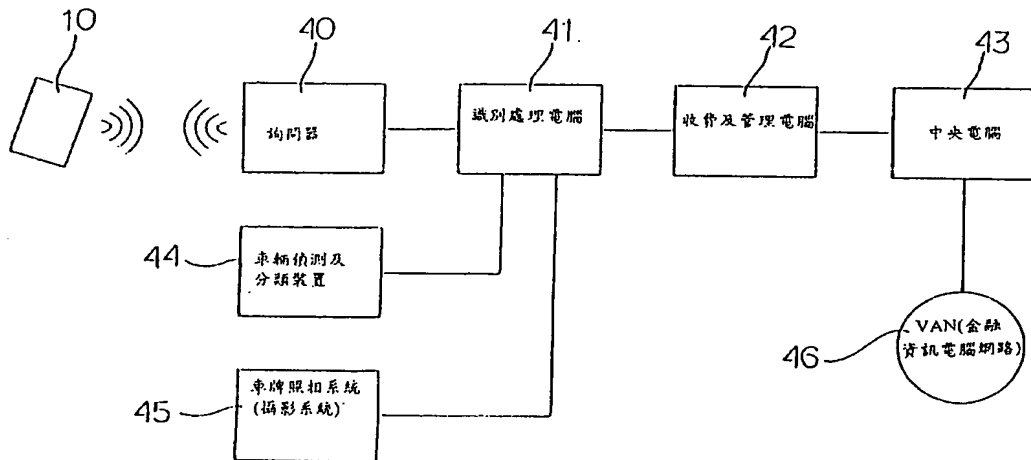 10
40
41
42
43
詢問器
識別處理電腦
收費及管理電腦
中央電腦
44
車輛偵測及
分類裝置
45
車牌照相系統
(攝影系統)
46
VAN(金融
資訊電腦網路)